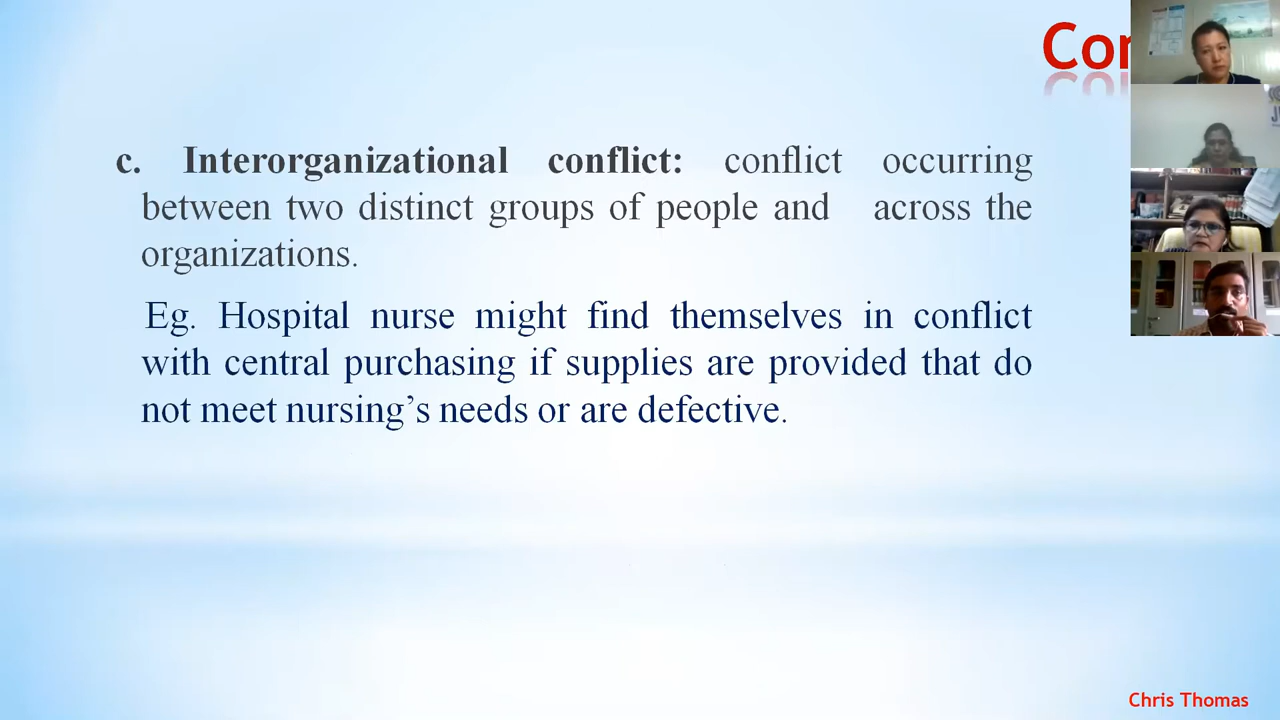 c. Interorganizational conflict: conflict occurring
between two distinct groups of people and across the
organizations.
Eg. Hospital nurse might find themselves in conflict
with central purchasing if supplies are provided that do
not meet nursing’s needs or are defective.
Chris Thomas